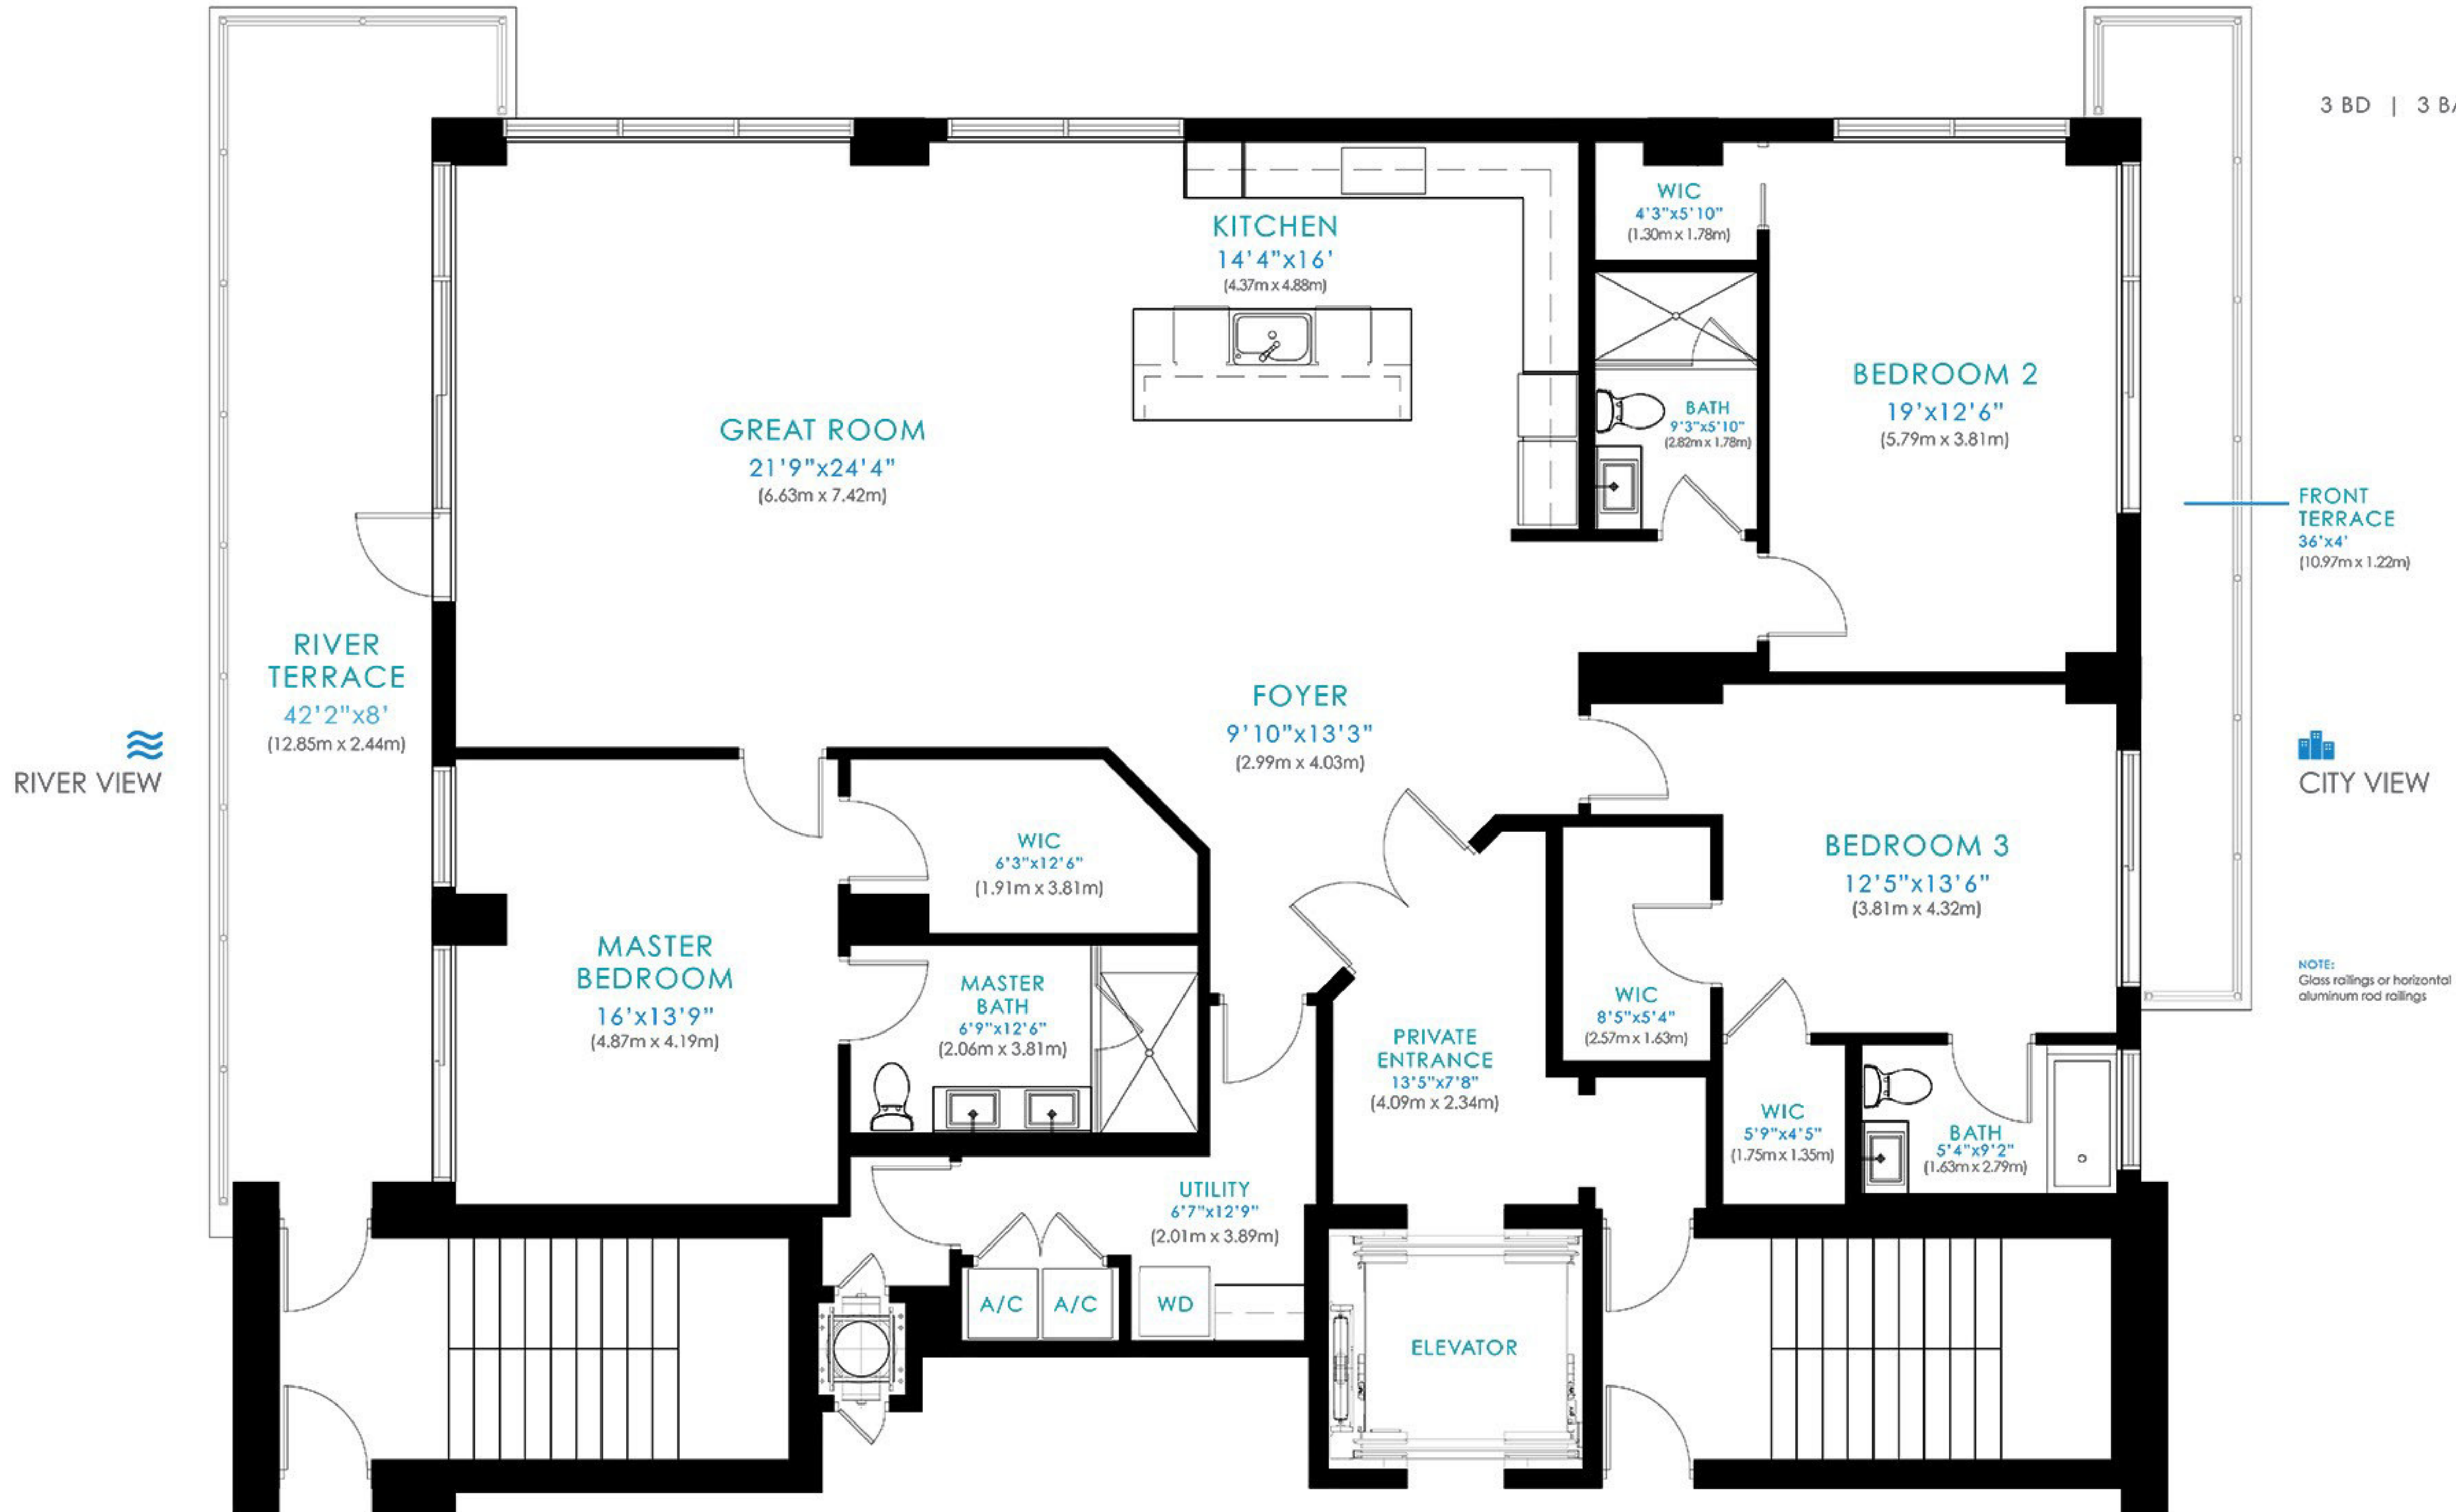 3 BD | 3 BA
WIC
4'3"x5'10"
(1.30m x 1.78m)
KITCHEN
14'4"x16'
(4.37m x 4.88m)
BEDROOM 2
19'x12'6"
(5.79m x 3.81m)
BATH
9'3"x5'10"
(2.82m x 1.78m)
GREAT ROOM
21'9"x24'4"
(6.63m x 7.42m)
FRONT
TERRACE
36'x4'
(10.97m x 1.22m)
RIVER
TERRACE
42'2"x8'
(12.85m x 2.44m)
RIVER VIEW
FOYER
9'10"x13'3"
(2.99m x 4.03m)
CITY VIEW
WIC
6'3"x12'6"
(1.91m x 3.81m)
BEDROOM 3
12'5"x13'6"
(3.81m x 4.32m)
MASTER
BEDROOM
16'x13'9"
(4.87m x 4.19m)
MASTER
BATH
6'9"x12'6"
(2.06m x 3.81m)
WIC
8'5"x5'4"
(2.57m x 1.63m)
NOTE:
Glass railings or horizontal
aluminum rod railings
PRIVATE
ENTRANCE
13'5"x7'8"
(4.09m x 2.34m)
WIC
5'9"x4'5"
(1.75m x 1.35m)
BATH
5'4"x9'2"
(1.63m x 2.79m)
UTILITY
6'7"x12'9"
(2.01m x 3.89m)
A/C
A/C
WD
ELEVATOR